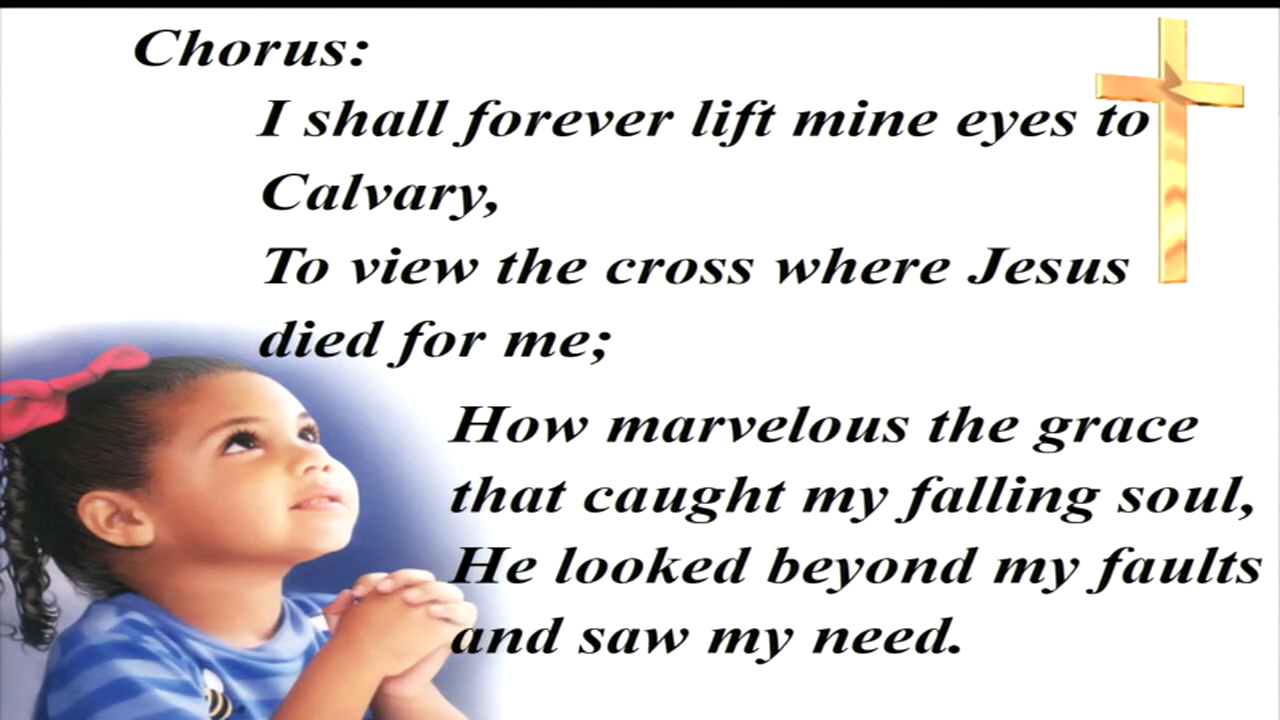 Chorus:
I shall forever lift mine eyes to
Calvary,
To view the cross where Jesus
died for me;
How marvelous the grace
that caught my falling soul,
He looked beyond my faults
and saw my need.